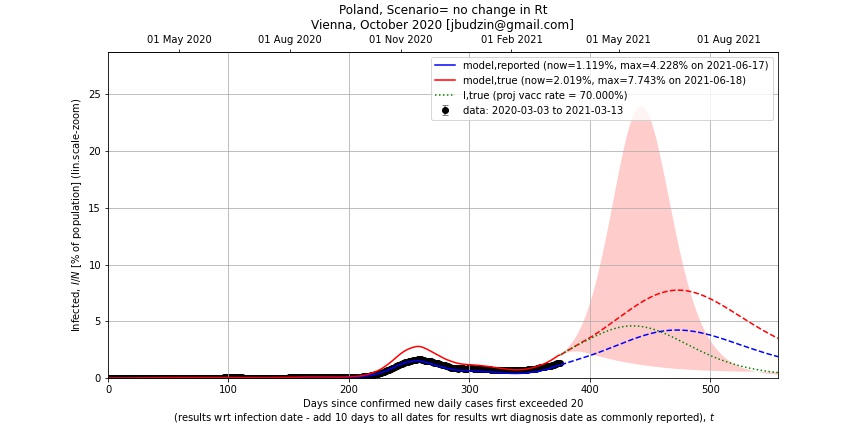 Poland, Scenario= no change in Rt
Vienna, October 2020 [jbudzin@gmail.com]
01 May 2020 01 Aug 2020 01 Nov 2020 01 Feb 2021 01 May 2021 01 Aug 2021
model,reported (now=1.119%, max=4.228% on 2021-06-17)
model,true (now=2.019%, max=7.743% on 2021-06-18)
I,true (proj vacc rate = 70.000%)
data: 2020-03-03 to 2021-03-13
Infected, I/N [% of population] (lin.scale-zoom)
25
20
15
10
5
0
0 100 200 300 400 500
Days since confirmed new daily cases first exceeded 20
(results wrt infection date - add 10 days to all dates for results wrt diagnosis date as commonly reported), t